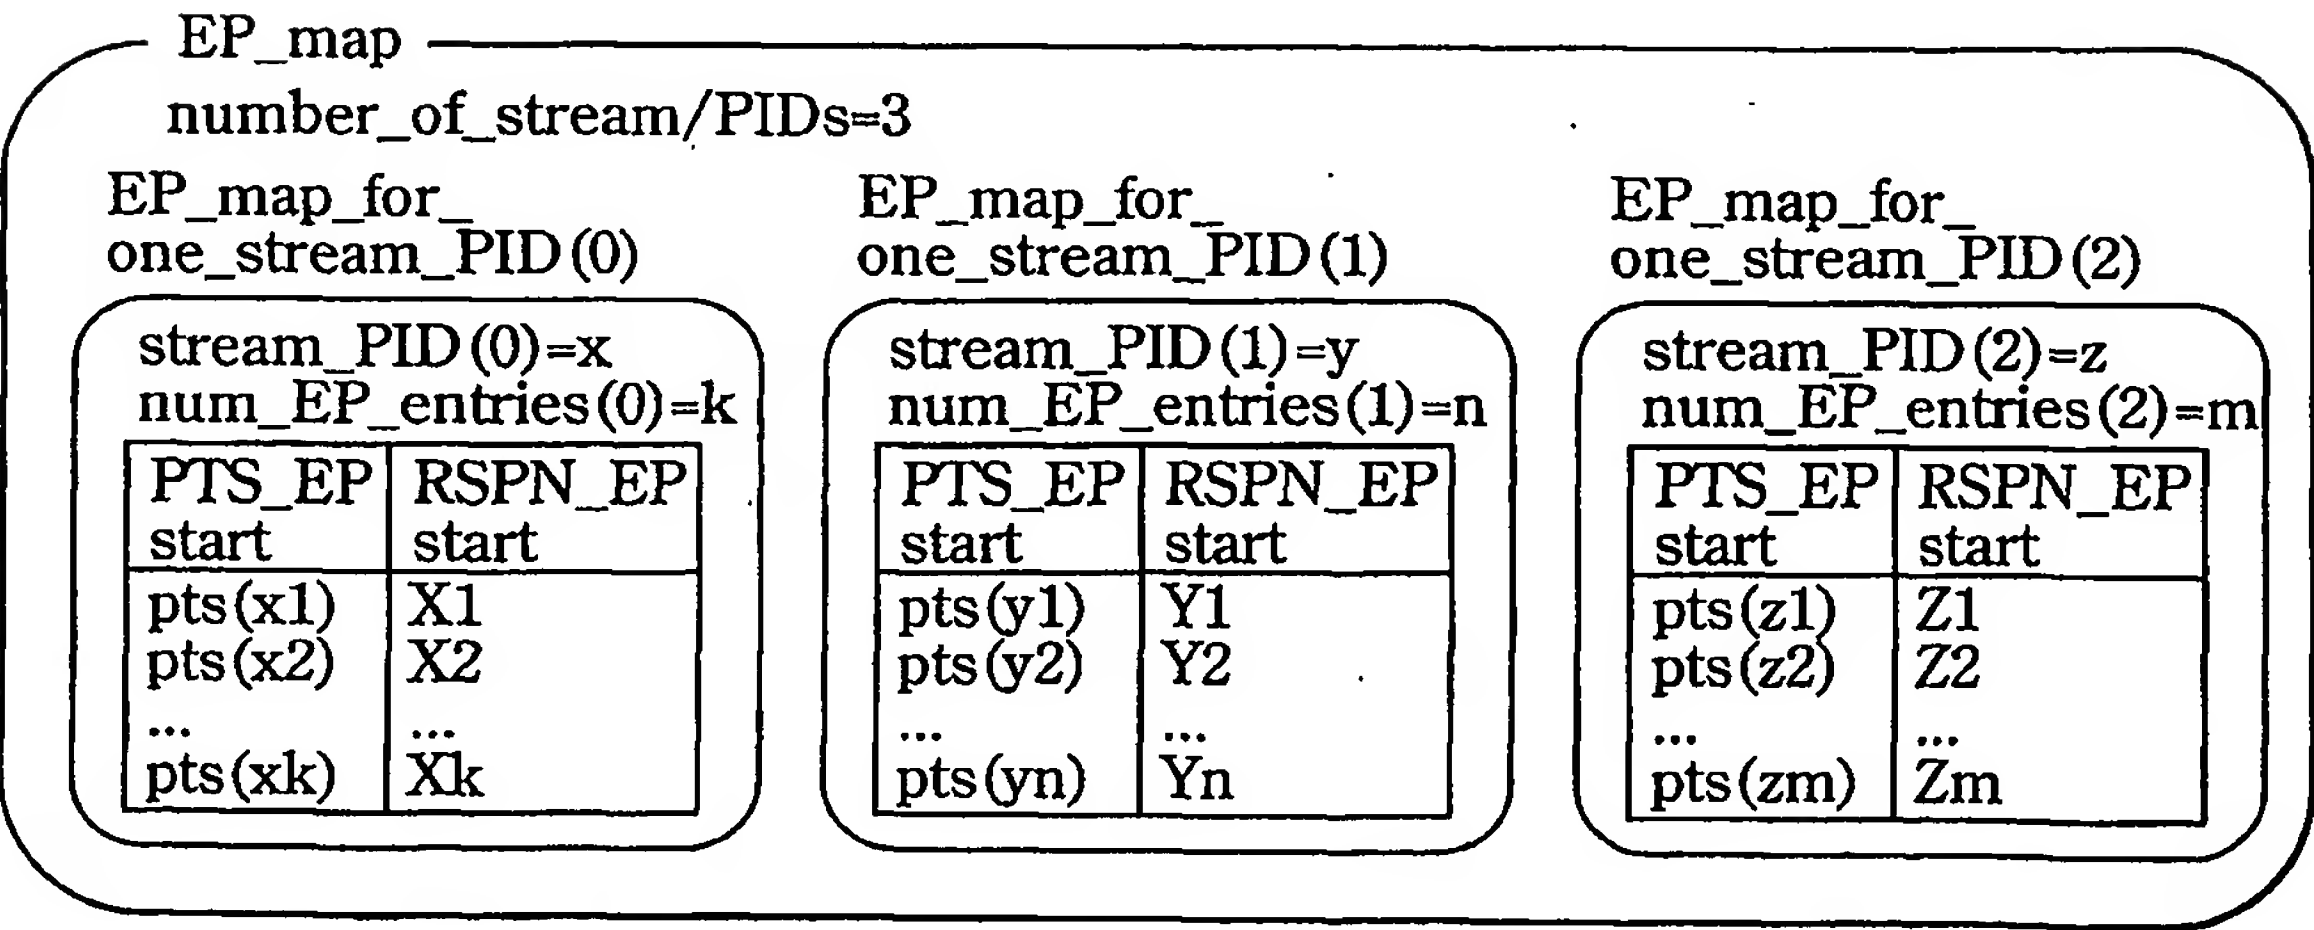 EP_map
number_of_stream/PIDs=3
EP_map_for_
one_stream_PID(0)
stream_PID(0)=x
num_EP_entries(0)=k
PTS_EP start	RSPN_EP start
pts(x1)	X1
pts(x2)	X2
...	...
pts(xk)	Xk
EP_map_for_
one_stream_PID(1)
stream_PID(1)=y
num_EP_entries(1)=n
PTS_EP start	RSPN_EP start
pts(y1)	Y1
pts(y2)	Y2
...	...
pts(yn)	Yn
EP_map_for_
one_stream_PID(2)
stream_PID(2)=z
num_EP_entries(2)=m
PTS_EP start	RSPN_EP start
pts(z1)	Z1
pts(z2)	Z2
...	...
pts(zm)	Zm